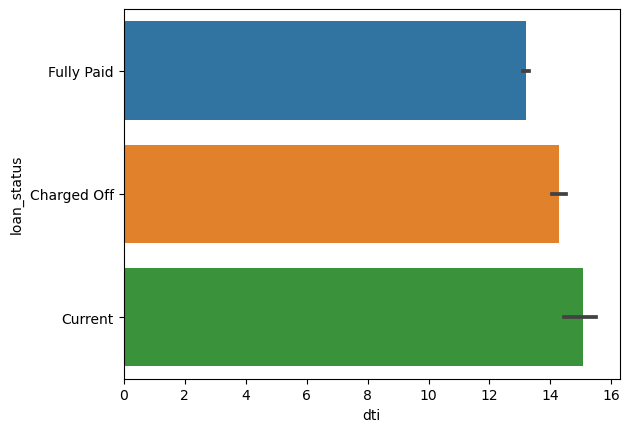 loan_status
Fully Paid
Charged Off
Current
0 2 4 6 8 10 12 14 16
dti